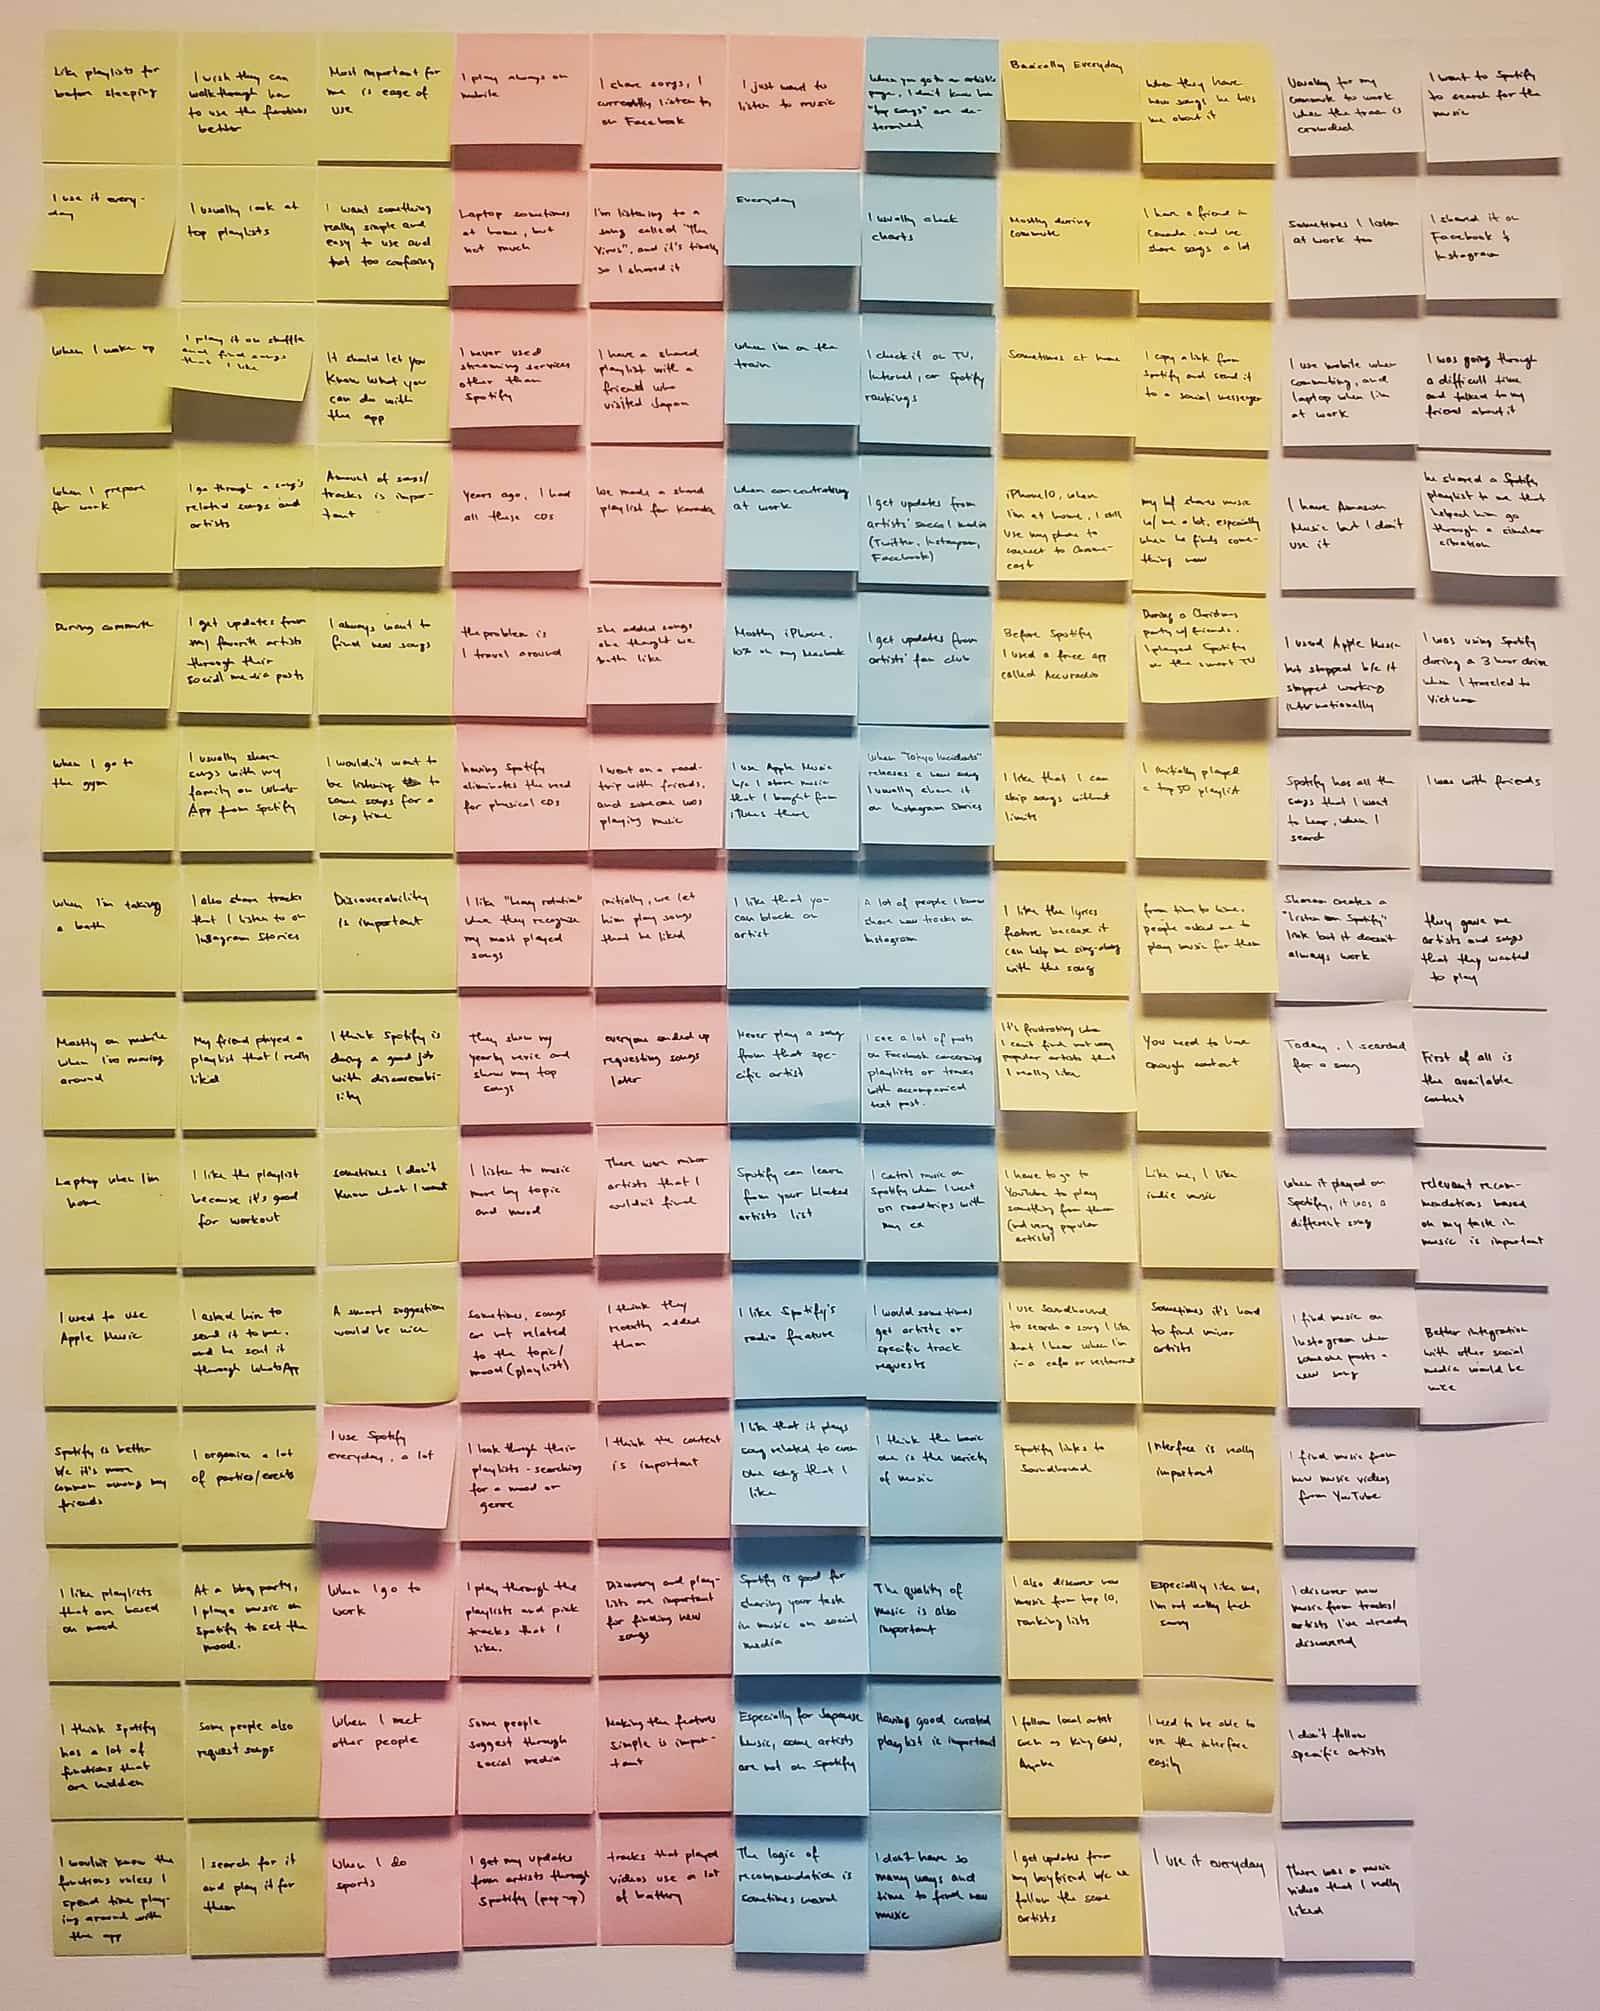 Like playlists for
before sleeping
I use it every-
day
When I wake up
When I prepare
for work
During commute
When I go to
the gym
When I'm taking
a bath
Mostly on mobile
when I'm moving
around
Laptop when I'm
home
I used to use
Apple Music
Spotify is better
b/c it's more
common among my
friends
I like playlists
that are based
on mood
I think Spotify
has a lot of
functions that
are hidden
I wouldn't know the
functions unless I
spend time play-
ing around with
the app
I wish they can
walkthrough how
to use the functions
better
I usually look at
top playlists
I play it on shuffle
and find songs
that I like
I go through a song's
related songs and
artists
I get updates from
my favorite artists
through their
social media posts
I usually share
songs with my
family on Whats
App from Spotify
I also share tracks
that I listen to on
Instagram Stories
My friend played a
playlist that I really
liked
I like the playlist
because it's good
for workout
I asked him to
send it to me.
and he sent it
through WhatsApp
I organize a lot
of parties/events
At a bbq party,
I played music on
Spotify to set the
mood.
Some people also
request songs
I search for it
and play it for
them
Most important for
me is ease of
use
I want something
really simple and
easy to use and
not too confusing
It should let you
know what you
can do with
the app
Amount of songs/
tracks is impor-
tant
I always want to
find new songs
I wouldn't want to
be listening to
same songs for a
long time
Discoverability
is important
I think Spotify is
doing a good job
with discoverabi-
lity
Sometimes I don't
know what I want
A smart suggestion
would be nice
I use Spotify
everyday, a lot
When I go to
work
When I meet
other people
When I do
sports
I play always on
mobile
Laptop sometimes
at home, but
not much
I never used
streaming services
other than
Spotify
Years ago, I had
all these CDs
the problem is
I travel around
having Spotify
eliminates the need
for physical CDs
I like "heavy rotation"
when they recognize
my most played
songs
They show my
yearly verse and
show my top
songs
I listen to music
more by topic
and mood
Sometimes, songs
are not related
to the topic/
mood (playlist)
I look through their
playlists - searching
for a mood or
genre
I play through the
playlists and pick
tracks that I
like.
Some people
suggest through
social media
I get my updates
from artists through
Spotify (pop-up)
I share songs, I
currently listen to
on Facebook
I'm listening to a
song called "the
Virus", and it's timely
so I shared it
I have a shared
playlist with a
friend who
visited Japan
We made a shared
playlist for Karaoke
She added songs
she thought we
both like
I went on a road-
trip with friends,
and someone was
playing music
initially, we let
him play songs
that he liked
everyone ended up
requesting songs
later
There were minor
artists that I
couldn't find
I think they
recently added
them
I think the content
is important
Discovery and play-
lists are important
for finding new
songs
Making the features
simple is impor-
tant
tracks that played
videos use a lot
of battery
I just want to
listen to music
Everyday
When I'm on the
train
When concentrating
at work
Mostly iPhone,
10% on my Macbook
I use Apple Music
b/c I store music
that I bought from
iTunes there
I like that you
can block an
artist
Never play a song
from that spe-
cific artist
Spotify can learn
from your blocked
artists list
I like Spotify's
radio feature
I like that it plays
song related to even
one song that I
like
Spotify is good for
sharing your taste
in music on social
media
Especially for Japanese
Music, some artists
are not on Spotify
The logic of
recommendation is
sometimes weird
When you go to an artist's
page, I don't know how
"top songs" are de-
termined
I usually check
charts
I check it on TV,
Internet, or Spotify
rankings
I get updates from
artists' social media
(Twitter, Instagram,
Facebook)
I get updates from
artists' fan club
When "Tokyo Incidents"
releases a new song
I usually share it
on Instagram Stories
A lot of people I know
share new tracks on
Instagram
I see a lot of posts
on Facebook concerning
playlists or tracks
with accompanied
text post.
I control music on
Spotify when I went
on roadtrips with
my ex
I would sometimes
get artists or
specific track
requests
I think the basic
one is the variety
of music
The quality of
music is also
important
Having good curated
playlist is important
I don't have so
many ways and
time to find new
music
Basically Everyday
Mostly during
commute
Sometimes at home
iPhone10, when
I'm at home, I still
use my phone to
connect to Chrome-
cast
Before Spotify
I used a free app
called Accuradio
I like that I can
skip songs without
limits
I like the lyrics
feature because it
can help me sing-along
with the song
It's frustrating when
I can't find not very
popular artists that
I really like
I have to go to
YouTube to play
something from them
(not very popular
artists)
I use Soundhound
to search a song I like
that I hear when I'm
in a cafe or restaurant
Spotify links to
Soundhound
I also discover new
music from top 10,
ranking lists
I follow local artist
such as King Gnu,
Ayaka
I get updates from
my boyfriend b/c we
follow the same
artists
When they have
new songs he tells
me about it
I have a friend in
Canada and we
share songs a lot
I copy a link from
Spotify and send it
to a social messenger
my bf shares music
w/ me a lot, especially
when he finds some-
thing new
During a Christmas
party w/ friends.
I played Spotify
on the smart TV
I initially played
a top 50 playlist
from time to time,
people asked me to
play music for them
You need to have
enough content
Like me, I like
indie music
Sometimes it's hard
to find minor
artists
Interface is really
important
Especially like me,
I'm not really tech
savvy
I need to be able to
use the interface
easily
I use it everyday
Usually for my
commute to work
when the train is
crowded
Sometimes I listen
at work too
I use mobile when
commuting, and
laptop when I'm
at work
I have Amazon
Music but I don't
use it
I used Apple Music
but stopped b/c it
stopped working
internationally
Spotify has all the
songs that I want
to hear, when I
search
Shazam creates a
"listen on Spotify"
link but it doesn't
always work
Today, I searched
for a song
When it played on
Spotify, it was a
different song
I find music on
Instagram when
someone posts a
new song
I find music from
new music videos
from YouTube
I discover new
music from tracks/
artists I've already
discovered
I don't follow
specific artists
There was a music
video that I really
liked
I went to Spotify
to search for the
music
I shared it on
Facebook &
Instagram
I was going through
a difficult time
and talked to my
friend about it
he shared a Spotify
playlist to me that
helped him go
through a similar
situation
I was using Spotify
during a 3 hour drive
when I traveled to
Vietnam
I was with friends
they gave me
artists and songs
that they wanted
to play
First of all is
the available
content
relevant recom-
mendations based
on my taste in
music is important
Better integration
with other social
media would be
nice